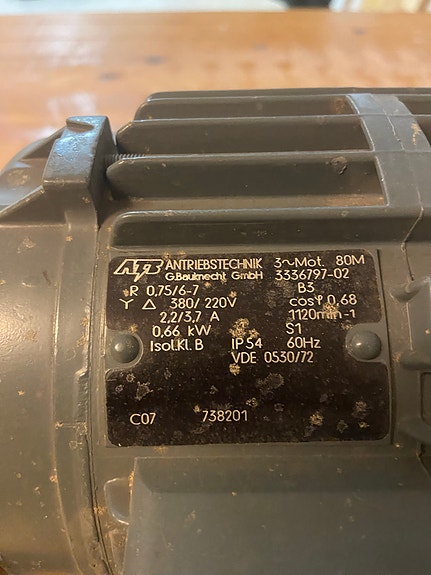 ATB ANTRIEBSTECHNIK 3~Mot. 80M
G.Bauknecht GmbH 3336797-02
R 0,75/6-7 B3
Y △ 380/ 220V cosφ 0,68
2,2/3,7 A 1120min-1
0,66 kW S1
Isol.Kl. B IP 54 60Hz
VDE 0530/72
C07 738201